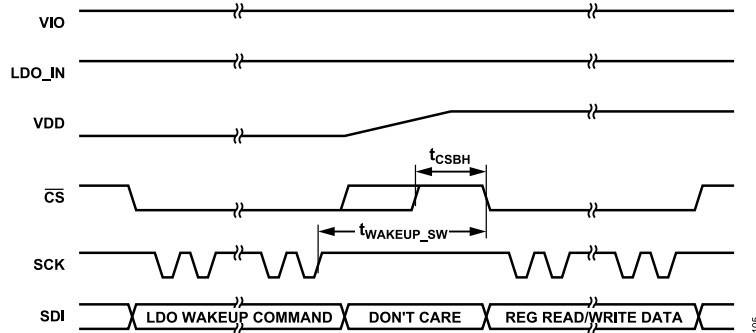 VIO
LDO_IN
VDD
tCSBH
CS
tWAKEUP_SW
SCK
SDI
LDO WAKEUP COMMAND
DON'T CARE
REG READ/WRITE DATA